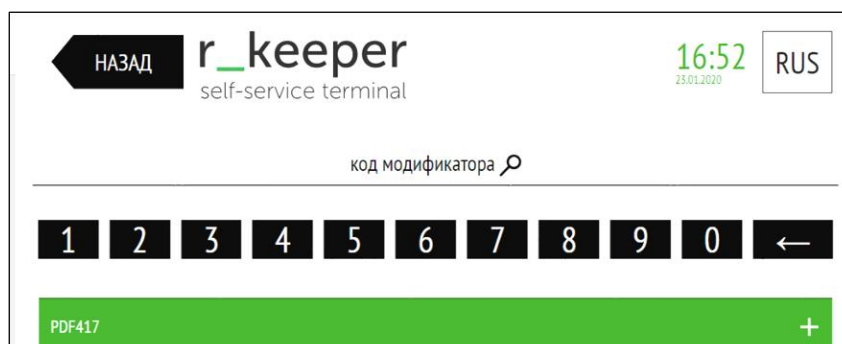 НАЗАД
r_keeper
self-service terminal
16:52
23.01.2020
RUS
код модификатора
1 2 3 4 5 6 7 8 9 0 ←
PDF417 +